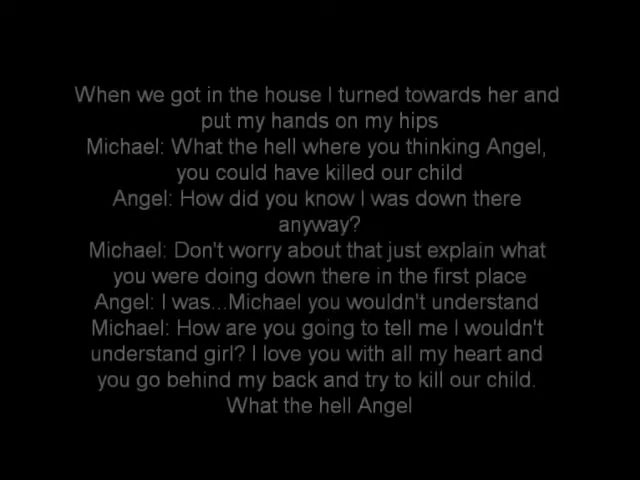 When we got in the house I turned towards her and
put my hands on my hips
Michael: What the hell where you thinking Angel,
you could have killed our child
Angel: How did you know I was down there
anyway?
Michael: Don't worry about that just explain what
you were doing down there in the first place
Angel: I was...Michael you wouldn't understand
Michael: How are you going to tell me I wouldn't
understand girl? I love you with all my heart and
you go behind my back and try to kill our child.
What the hell Angel